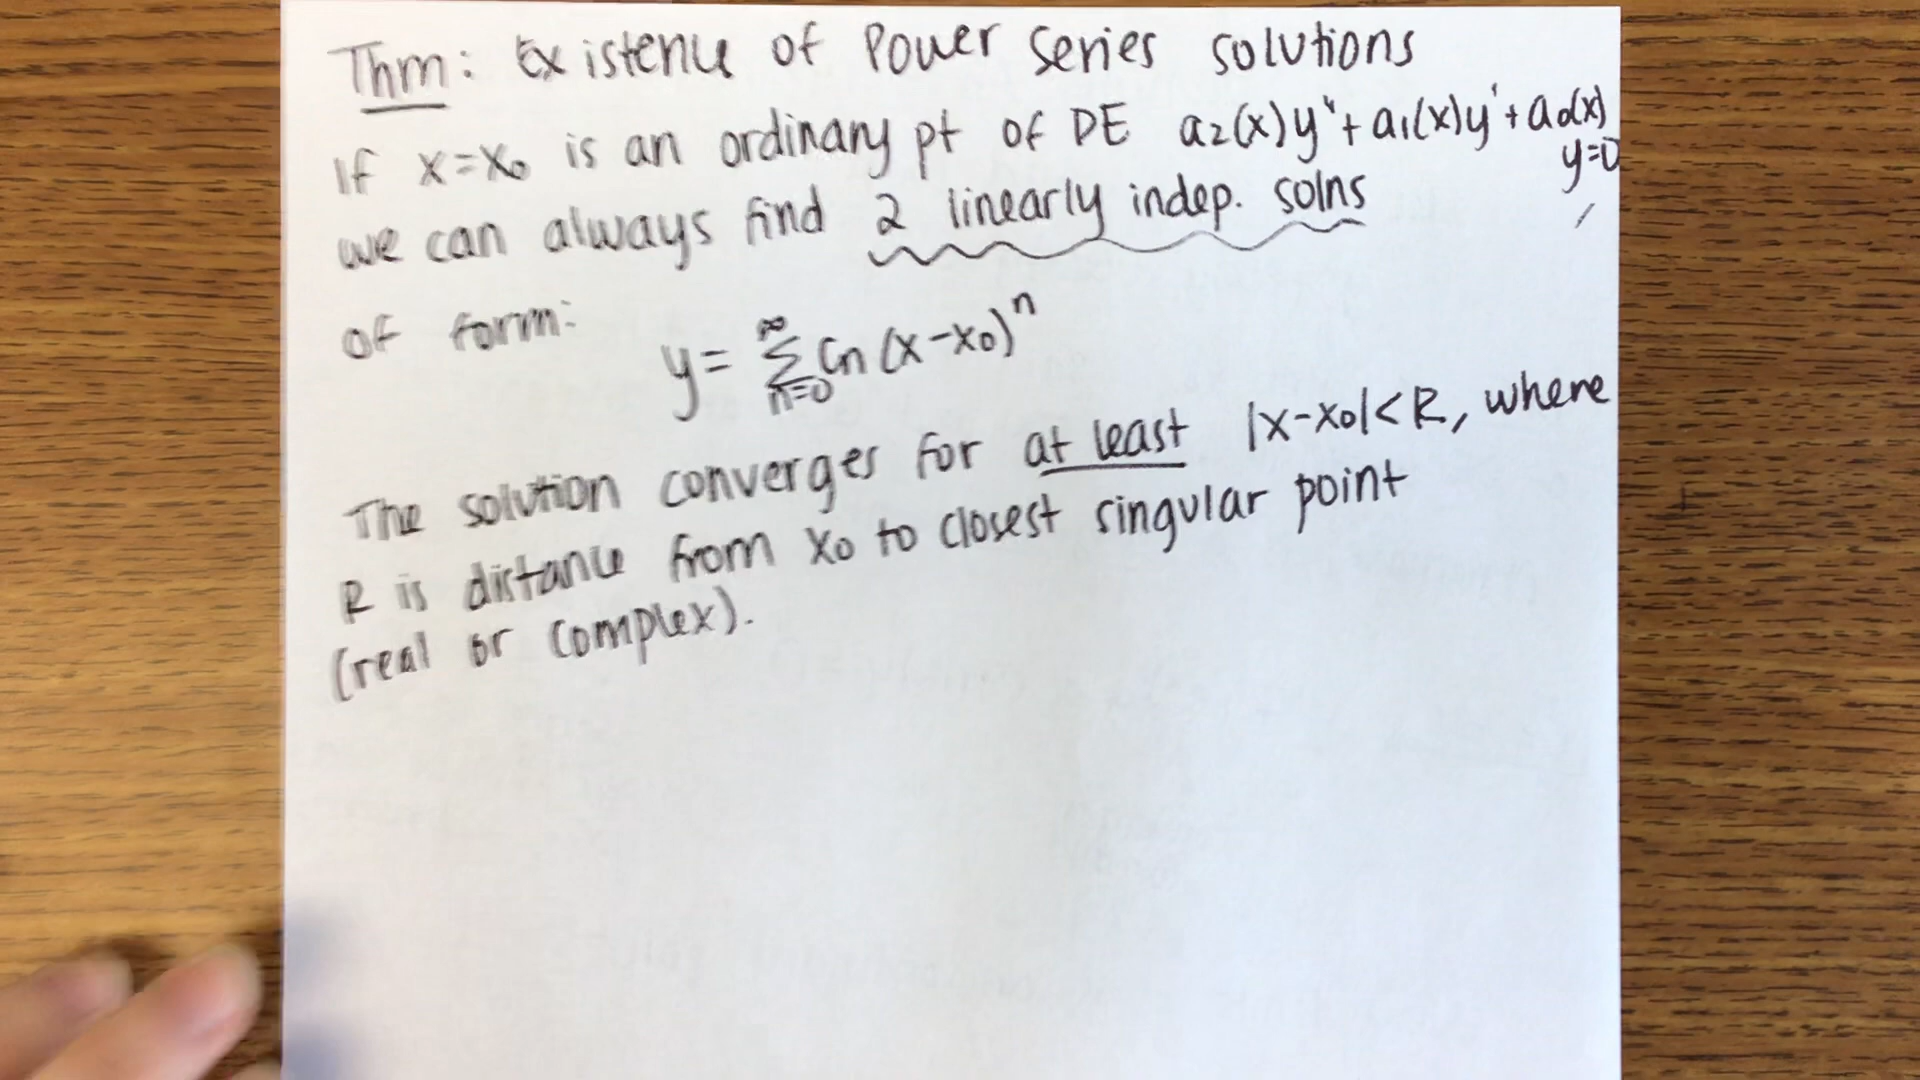 Thm: Existence of Power Series solutions
If x=x₀ is an ordinary pt of DE a₂(x)y"+a₁(x)y'+a₀(x)
y=0
we can always find 2 linearly indep. solns
of form: y= ∞∑n=0 Cn (x-x₀)ⁿ
The solution converges for at least |x-x₀|<R, where
R is distance from x₀ to closest singular point
(real or complex).